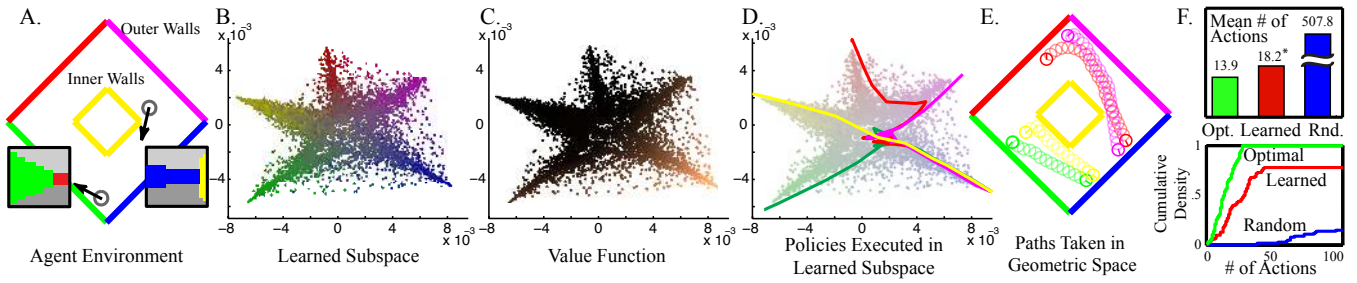 A.
Outer Walls
Inner Walls
Agent Environment
B.
x 10⁻³
4
0
−4
−8 −4 0 4 8
x 10⁻³
Learned Subspace
C.
x 10⁻³
4
0
−4
−8 −4 0 4 8
x 10⁻³
Value Function
D.
x 10⁻³
4
0
−4
−8 −4 0 4 8
x 10⁻³
Policies Executed in
Learned Subspace
E.
Paths Taken in
Geometric Space
F.
Mean # of
Actions
507.8
13.9
18.2*
Opt. Learned Rnd.
Cumulative
Density
1
.5
0
Optimal
Learned
Random
0 50 100
# of Actions